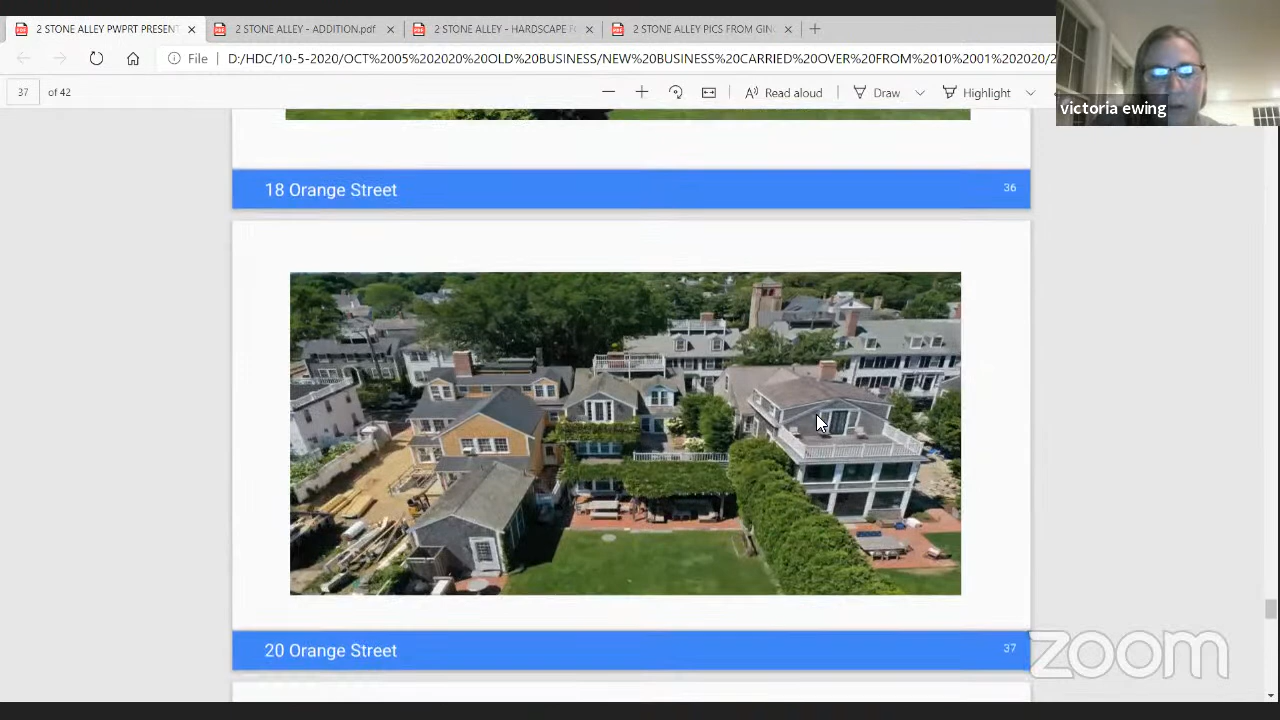 2 STONE ALLEY PWPRT PRESENT
2 STONE ALLEY - ADDITION.pdf
2 STONE ALLEY - HARDSCAPE F
2 STONE ALLEY PICS FROM GIN
File
D:/HDC/10-5-2020/OCT%2005%202020%20OLD%20BUSINESS/NEW%20BUSINESS%20CARRIED%20OVER%20FROM%2010%2001%202020/2
37 of 42
Read aloud
Draw
Highlight
victoria ewing
18 Orange Street
36
20 Orange Street
37
zoom